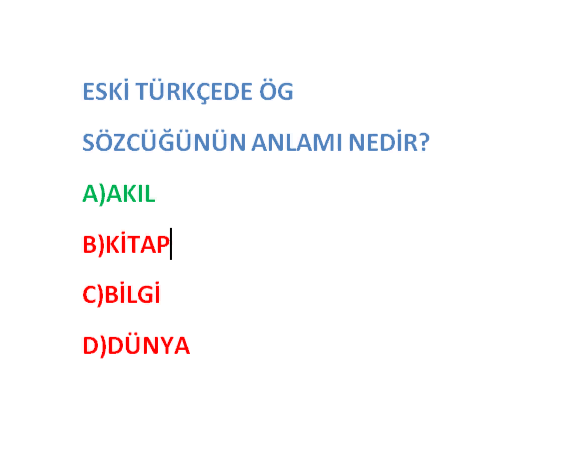 ESKİ TÜRKÇEDE ÖG
SÖZCÜĞÜNÜN ANLAMI NEDİR?
A)AKIL
B)KİTAP
C)BİLGİ
D)DÜNYA